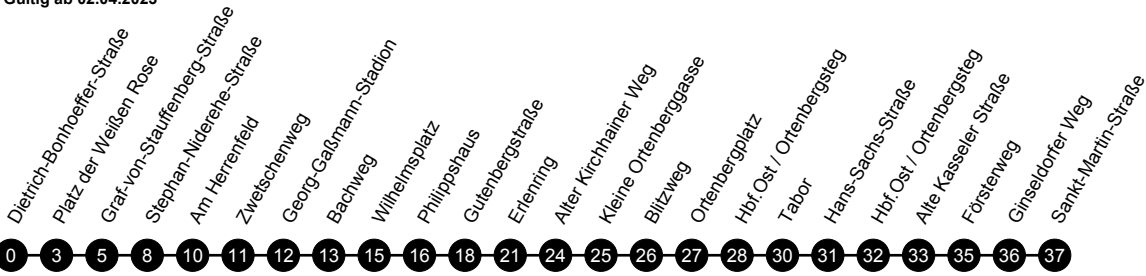 Gültig ab 02.04.2023
Dietrich-Bonhoeffer-Straße
Platz der Weißen Rose
Graf-von-Stauffenberg-Straße
Stephan-Niderehe-Straße
Am Herrenfeld
Zwetschenweg
Georg-Gaßmann-Stadion
Bachweg
Wilhelmsplatz
Philippshaus
Gutenbergstraße
Erlenring
Alter Kirchhainer Weg
Kleine Ortenberggasse
Blitzweg
Ortenbergplatz
Hbf.Ost / Ortenbergsteg
Tabor
Hans-Sachs-Straße
Hbf.Ost / Ortenbergsteg
Alte Kasseler Straße
Försterweg
Ginseldorfer Weg
Sankt-Martin-Straße
0 3 5 8 10 11 12 13 15 16 18 21 24 25 26 27 28 30 31 32 33 35 36 37